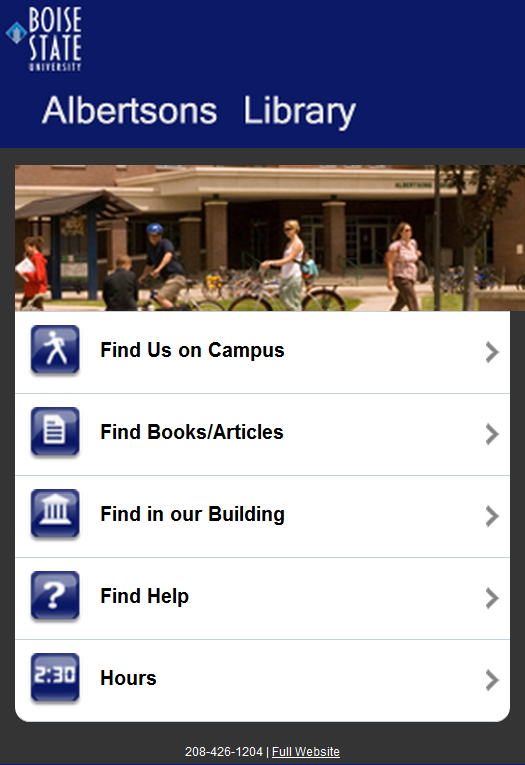 BOISE
STATE
UNIVERSITY
Albertsons Library
ALBERTSONS
Find Us on Campus
Find Books/Articles
Find in our Building
Find Help
2:30 Hours
208-426-1204 | Full Website